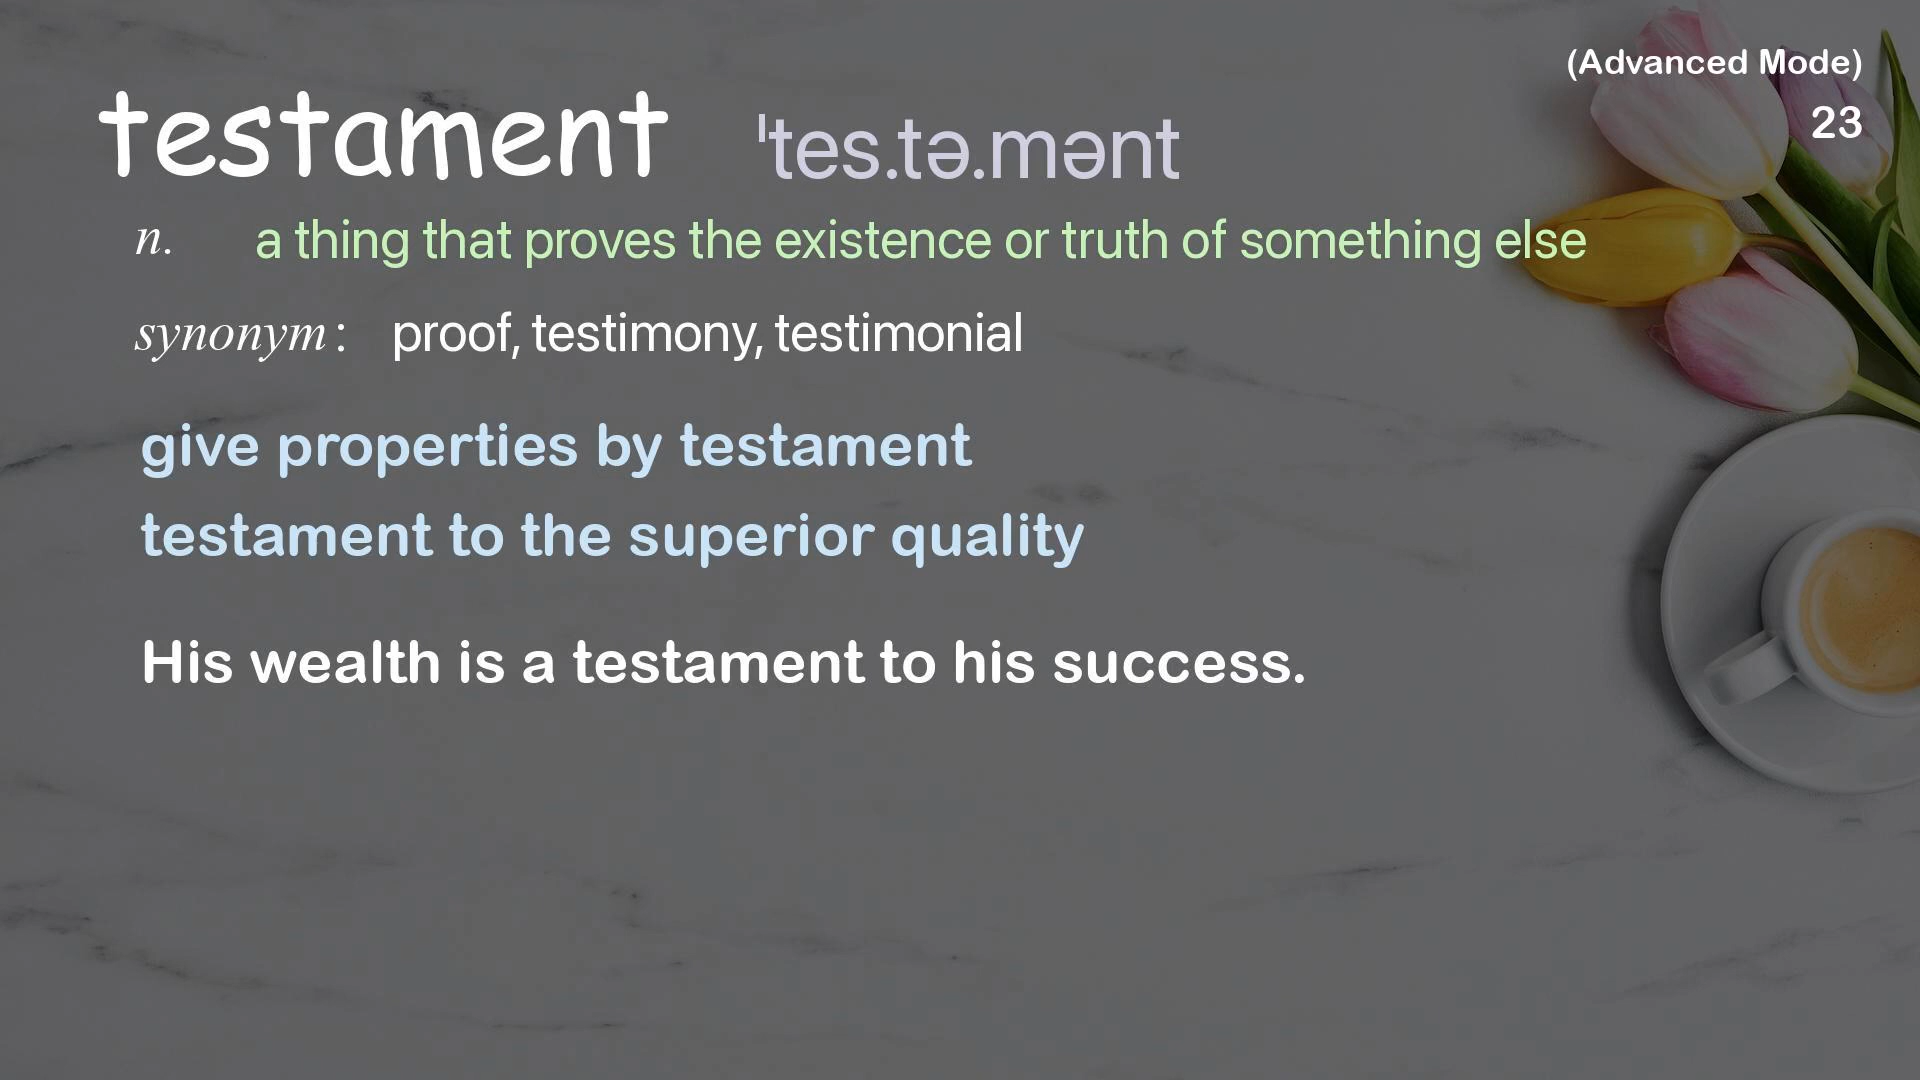 (Advanced Mode)
23
testament ˈtes.tə.mənt
n. a thing that proves the existence or truth of something else
synonym: proof, testimony, testimonial
give properties by testament
testament to the superior quality
His wealth is a testament to his success.